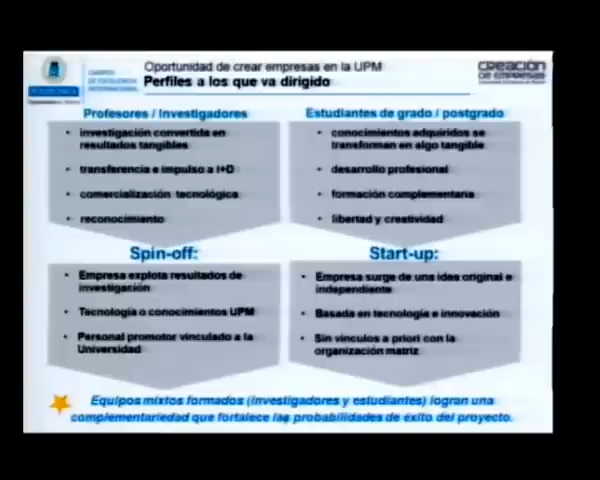 Oportunidad de crear empresas en la UPM
Perfiles a los que va dirigido
CAMPUS
DE EXCELENCIA
INTERNACIONAL
CREACIÓN
DE EMPRESAS
Profesores / Investigadores
• investigación convertida en
resultados tangibles
• transferencia e impulso a I+D
• comercialización tecnológica
• reconocimiento
Estudiantes de grado / postgrado
• conocimientos adquiridos se
transforman en algo tangible
• desarrollo profesional
• formación complementaria
• libertad y creatividad
Spin-off:
• Empresa explota resultados de
investigación
• Tecnología o conocimientos UPM
• Personal promotor vinculado a la
Universidad
Start-up:
• Empresa surge de una idea original e
independiente
• Basada en tecnología e innovación
• Sin vínculos a priori con la
organización matriz
Equipos mixtos formados (investigadores y estudiantes) logran una
complementariedad que fortalece las probabilidades de éxito del proyecto.